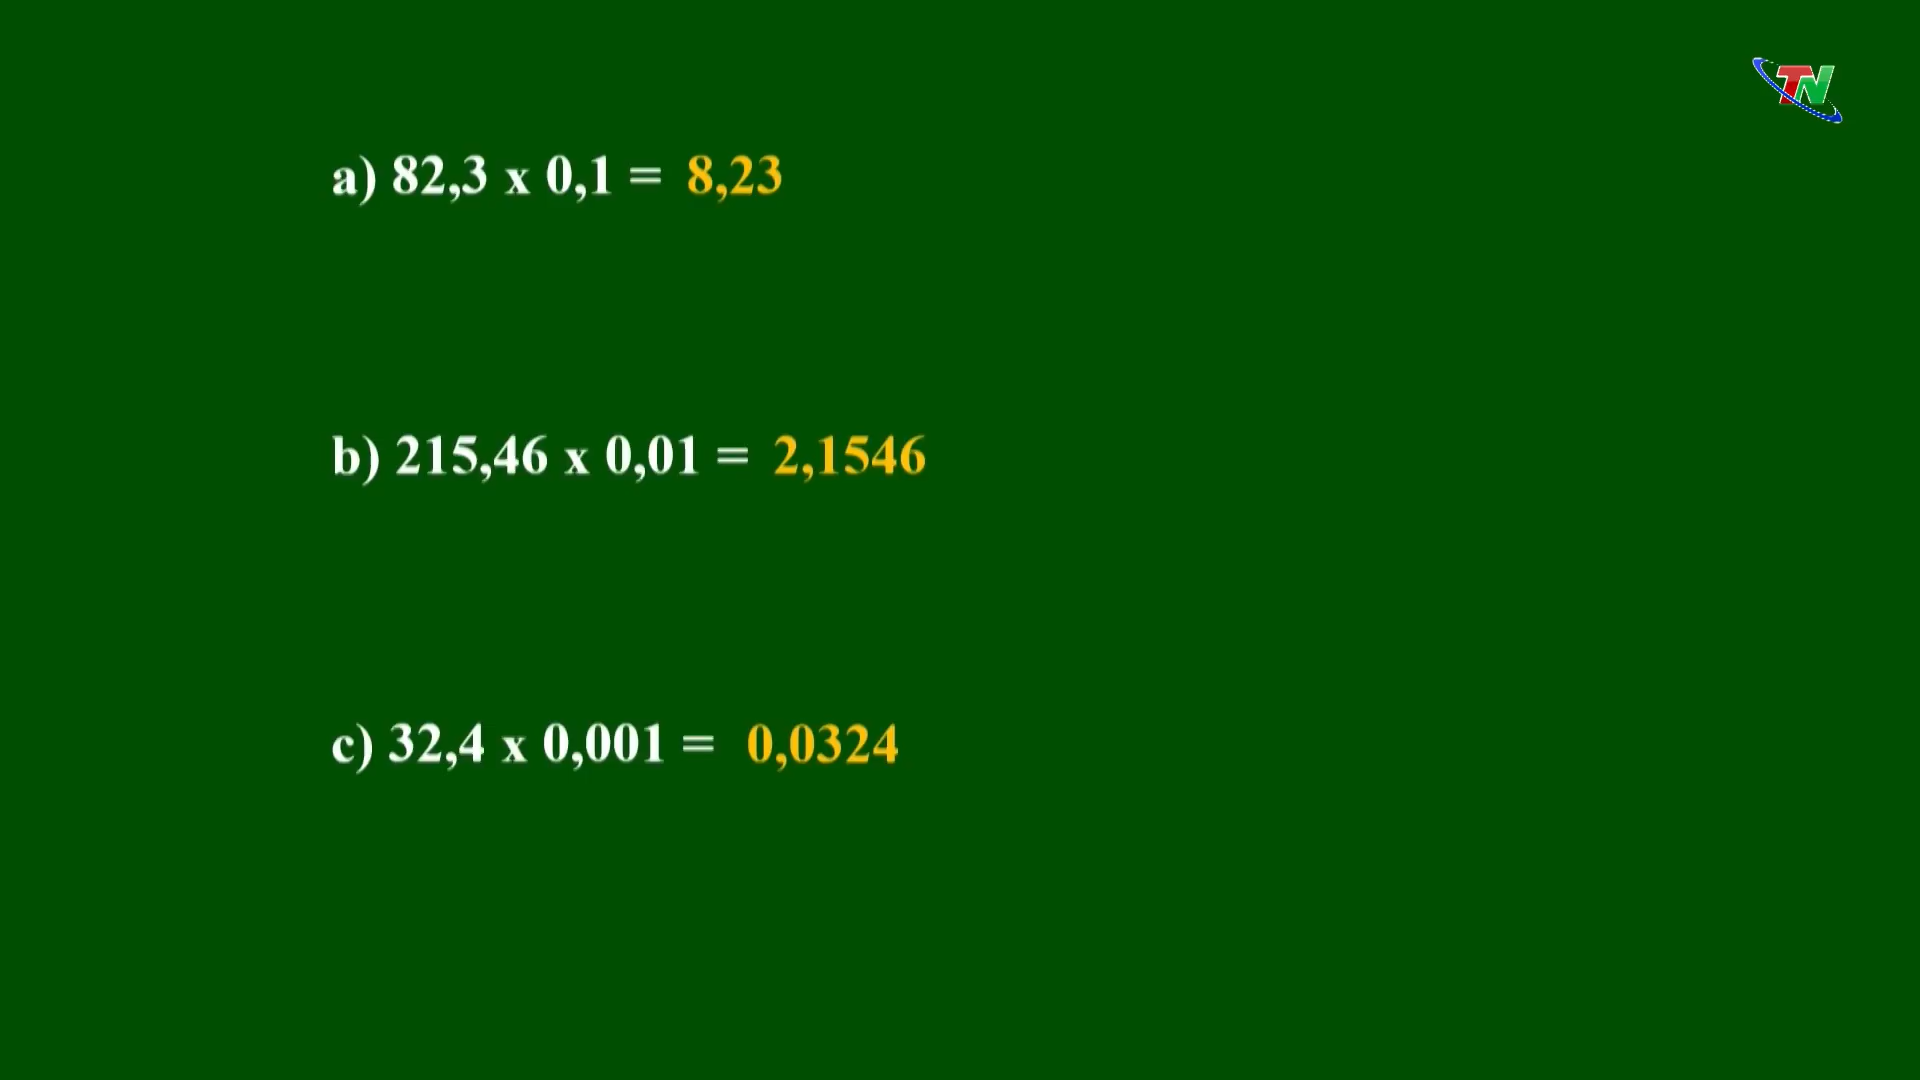 TN
a) 82,3 x 0,1 = 8,23
b) 215,46 x 0,01 = 2,1546
c) 32,4 x 0,001 = 0,0324